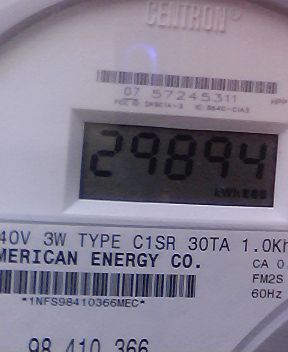 CENTRON®
07 57245311
29894
kWh
40V 3W TYPE C1SR 30TA 1.0Kh
MERICAN ENERGY CO.
CA 0.
FM2S
*1NFS98410366MEC*
60Hz
98 410 366